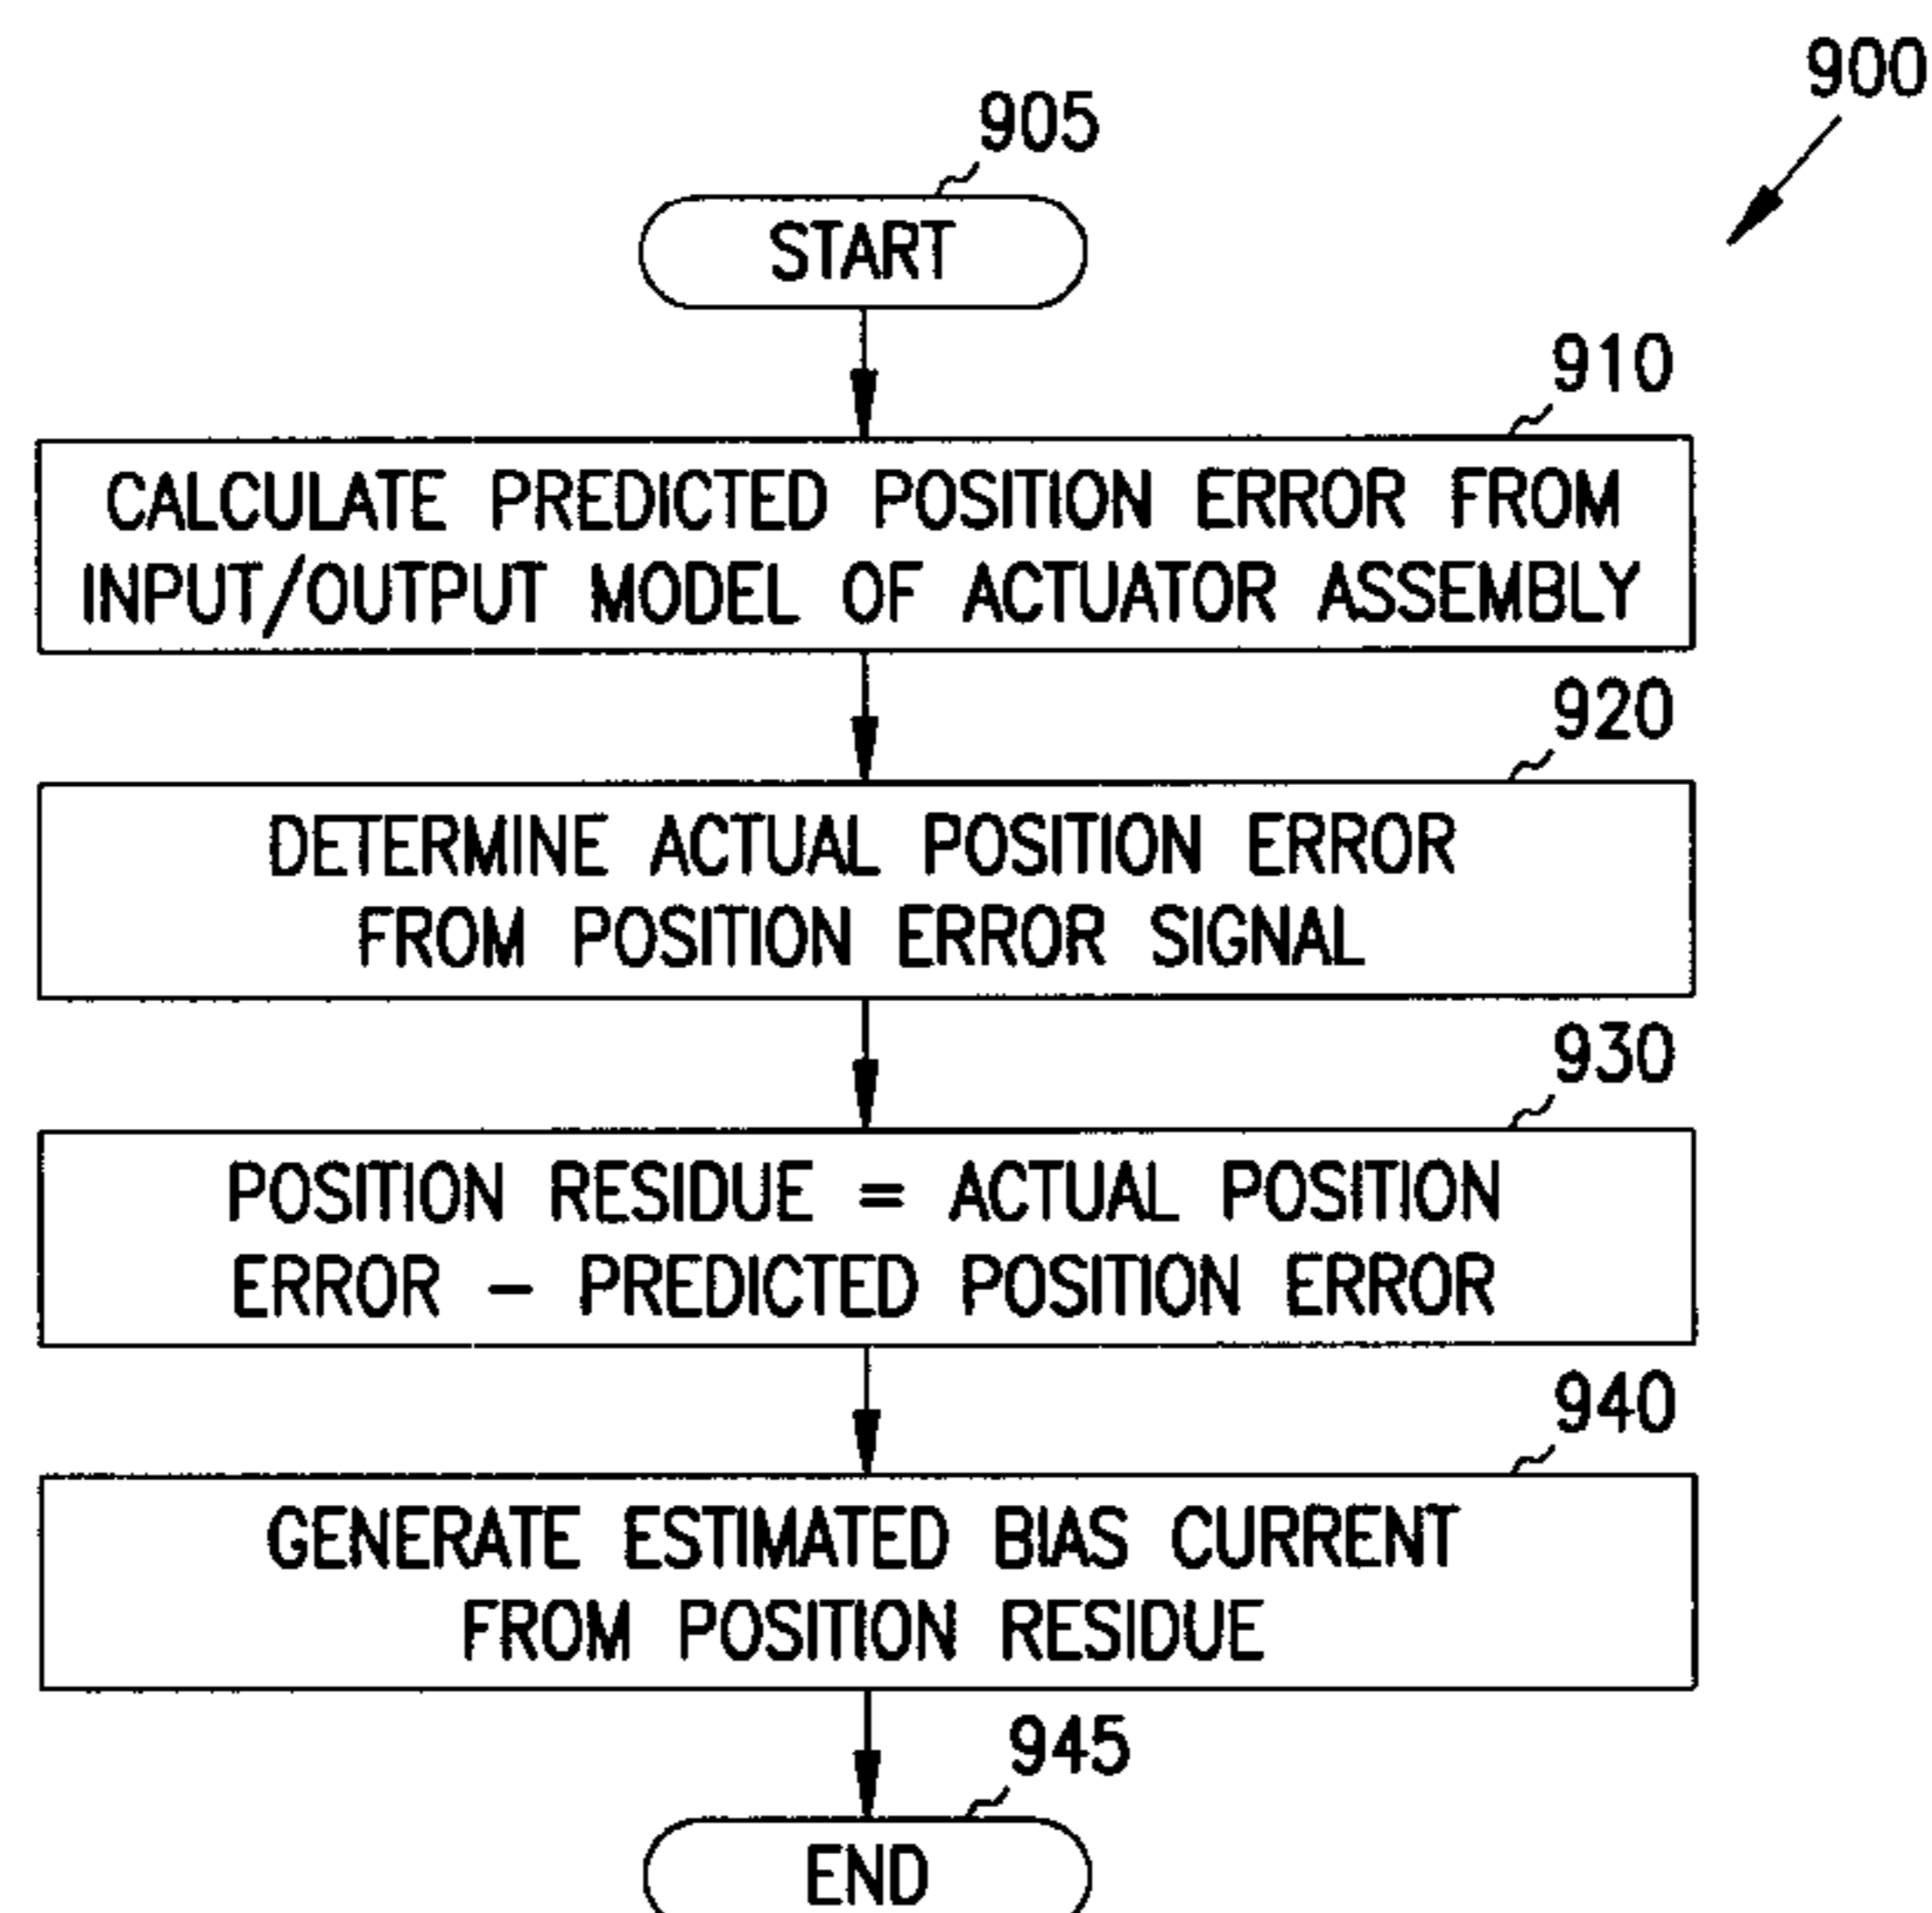 900
905
START
910
CALCULATE PREDICTED POSITION ERROR FROM
INPUT/OUTPUT MODEL OF ACTUATOR ASSEMBLY
920
DETERMINE ACTUAL POSITION ERROR
FROM POSITION ERROR SIGNAL
930
POSITION RESIDUE = ACTUAL POSITION
ERROR - PREDICTED POSITION ERROR
940
GENERATE ESTIMATED BIAS CURRENT
FROM POSITION RESIDUE
945
END